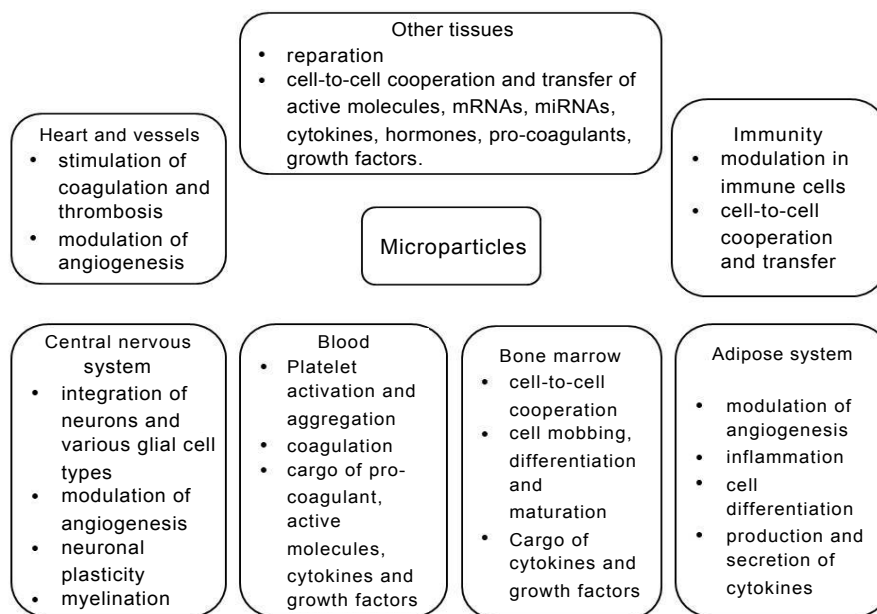 Other tissues
• reparation
• cell-to-cell cooperation and transfer of
active molecules, mRNAs, miRNAs,
cytokines, hormones, pro-coagulants,
growth factors.
Heart and vessels
• stimulation of
coagulation and
thrombosis
• modulation of
angiogenesis
Immunity
• modulation in
immune cells
• cell-to-cell
cooperation
and transfer
Microparticles
Central nervous
system
• integration of
neurons and
various glial cell
types
• modulation of
angiogenesis
• neuronal
plasticity
• myelination
Blood
• Platelet
activation and
aggregation
• coagulation
• cargo of pro-
coagulant,
active
molecules,
cytokines and
growth factors
Bone marrow
• cell-to-cell
cooperation
• cell mobbing,
differentiation
and
maturation
• Cargo of
cytokines and
growth factors
Adipose system
• modulation of
angiogenesis
• inflammation
• cell
differentiation
• production and
secretion of
cytokines